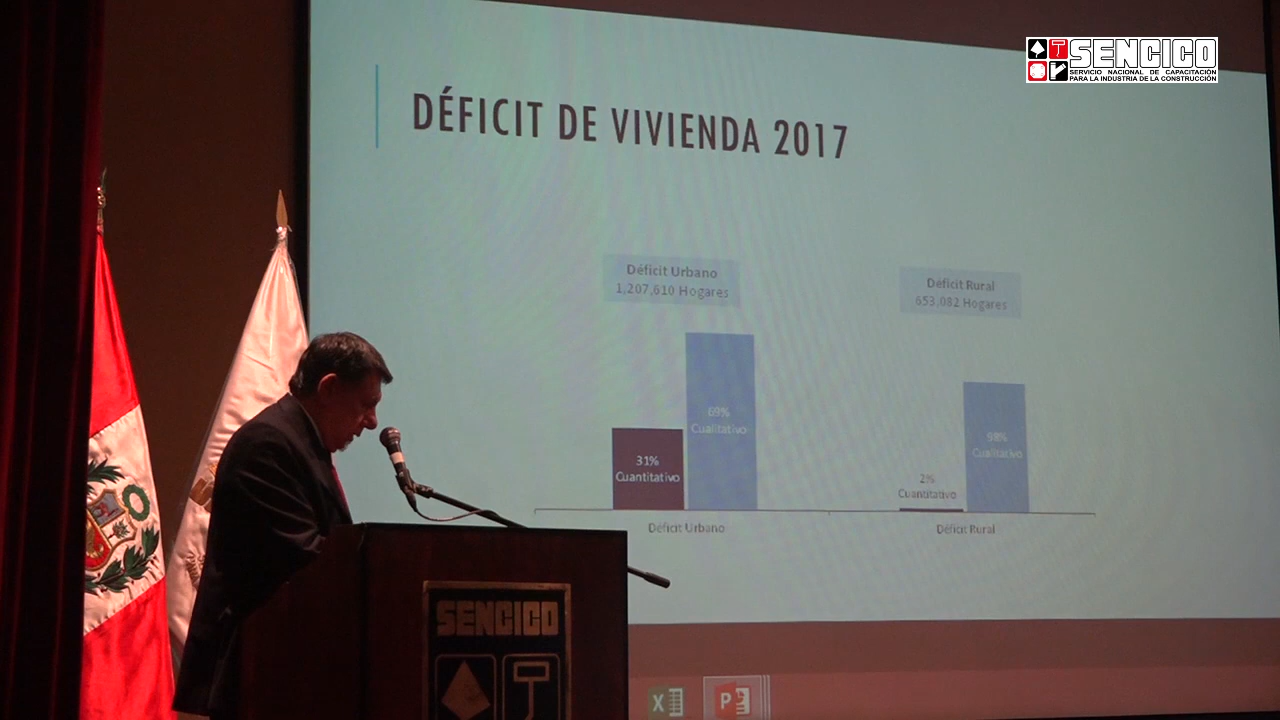 SENCICO
SERVICIO NACIONAL DE CAPACITACIÓN
PARA LA INDUSTRIA DE LA CONSTRUCCIÓN
DÉFICIT DE VIVIENDA 2017
Déficit Urbano
1,207,610 Hogares
Déficit Rural
653,082 Hogares
69%
Cualitativo
31%
Cuantitativo
98%
Cualitativo
2%
Cuantitativo
Déficit Urbano
Déficit Rural
SENCICO